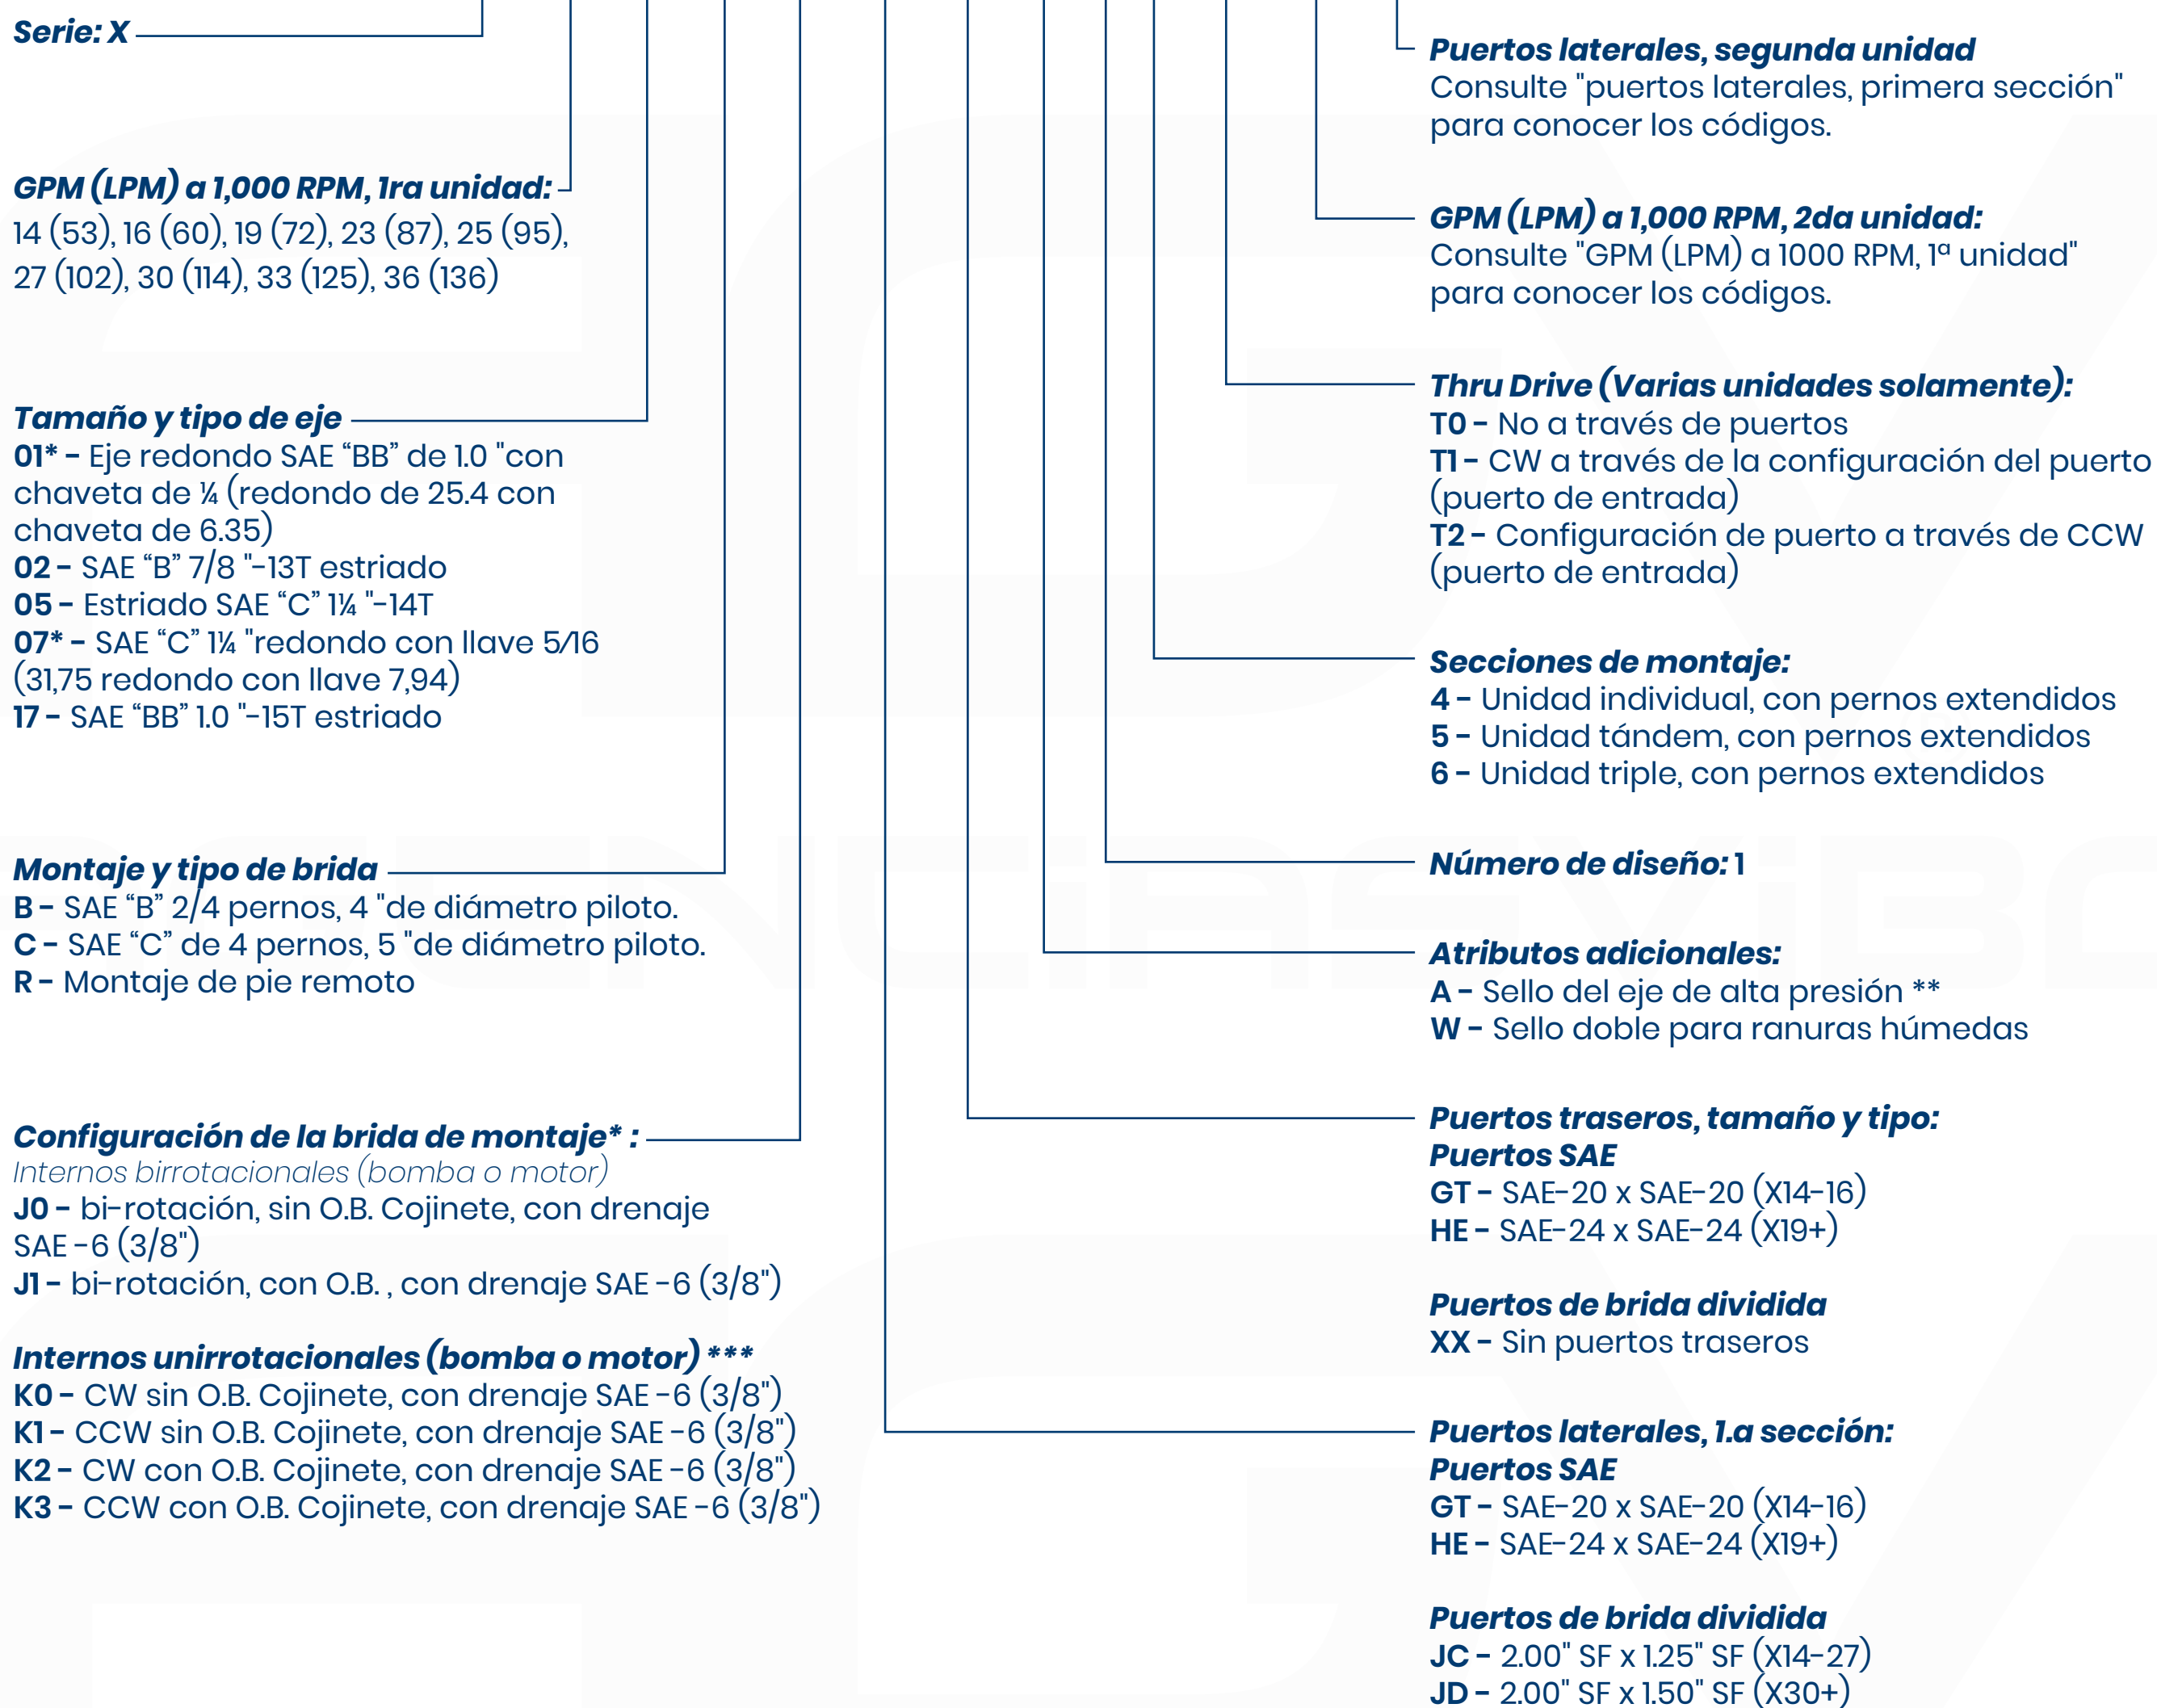 Serie: X
GPM (LPM) a 1,000 RPM, 1ra unidad:
14 (53), 16 (60), 19 (72), 23 (87), 25 (95),
27 (102), 30 (114), 33 (125), 36 (136)
Tamaño y tipo de eje
01* - Eje redondo SAE “BB” de 1.0 "con
chaveta de ¼ (redondo de 25.4 con
chaveta de 6.35)
02 - SAE “B” 7/8 "-13T estriado
05 - Estriado SAE “C” 1¼ "-14T
07* - SAE “C” 1¼ "redondo con llave 5/16
(31,75 redondo con llave 7,94)
17 - SAE “BB” 1.0 "-15T estriado
Montaje y tipo de brida
B - SAE “B” 2/4 pernos, 4 "de diámetro piloto.
C - SAE “C” de 4 pernos, 5 "de diámetro piloto.
R - Montaje de pie remoto
Configuración de la brida de montaje* :
Internos birrotacionales (bomba o motor)
J0 - bi-rotación, sin O.B. Cojinete, con drenaje
SAE -6 (3/8")
J1 - bi-rotación, con O.B. , con drenaje SAE -6 (3/8")
Internos unirrotacionales (bomba o motor) ***
K0 - CW sin O.B. Cojinete, con drenaje SAE -6 (3/8")
K1 - CCW sin O.B. Cojinete, con drenaje SAE -6 (3/8")
K2 - CW con O.B. Cojinete, con drenaje SAE -6 (3/8")
K3 - CCW con O.B. Cojinete, con drenaje SAE -6 (3/8")
Puertos laterales, segunda unidad
Consulte "puertos laterales, primera sección"
para conocer los códigos.
GPM (LPM) a 1,000 RPM, 2da unidad:
Consulte "GPM (LPM) a 1000 RPM, 1ª unidad"
para conocer los códigos.
Thru Drive (Varias unidades solamente):
T0 - No a través de puertos
T1 - CW a través de la configuración del puerto
(puerto de entrada)
T2 - Configuración de puerto a través de CCW
(puerto de entrada)
Secciones de montaje:
4 - Unidad individual, con pernos extendidos
5 - Unidad tándem, con pernos extendidos
6 - Unidad triple, con pernos extendidos
Número de diseño: 1
Atributos adicionales:
A - Sello del eje de alta presión **
W - Sello doble para ranuras húmedas
Puertos traseros, tamaño y tipo:
Puertos SAE
GT - SAE-20 x SAE-20 (X14-16)
HE - SAE-24 x SAE-24 (X19+)
Puertos de brida dividida
XX - Sin puertos traseros
Puertos laterales, 1.a sección:
Puertos SAE
GT - SAE-20 x SAE-20 (X14-16)
HE - SAE-24 x SAE-24 (X19+)
Puertos de brida dividida
JC - 2.00" SF x 1.25" SF (X14-27)
JD - 2.00" SF x 1.50" SF (X30+)